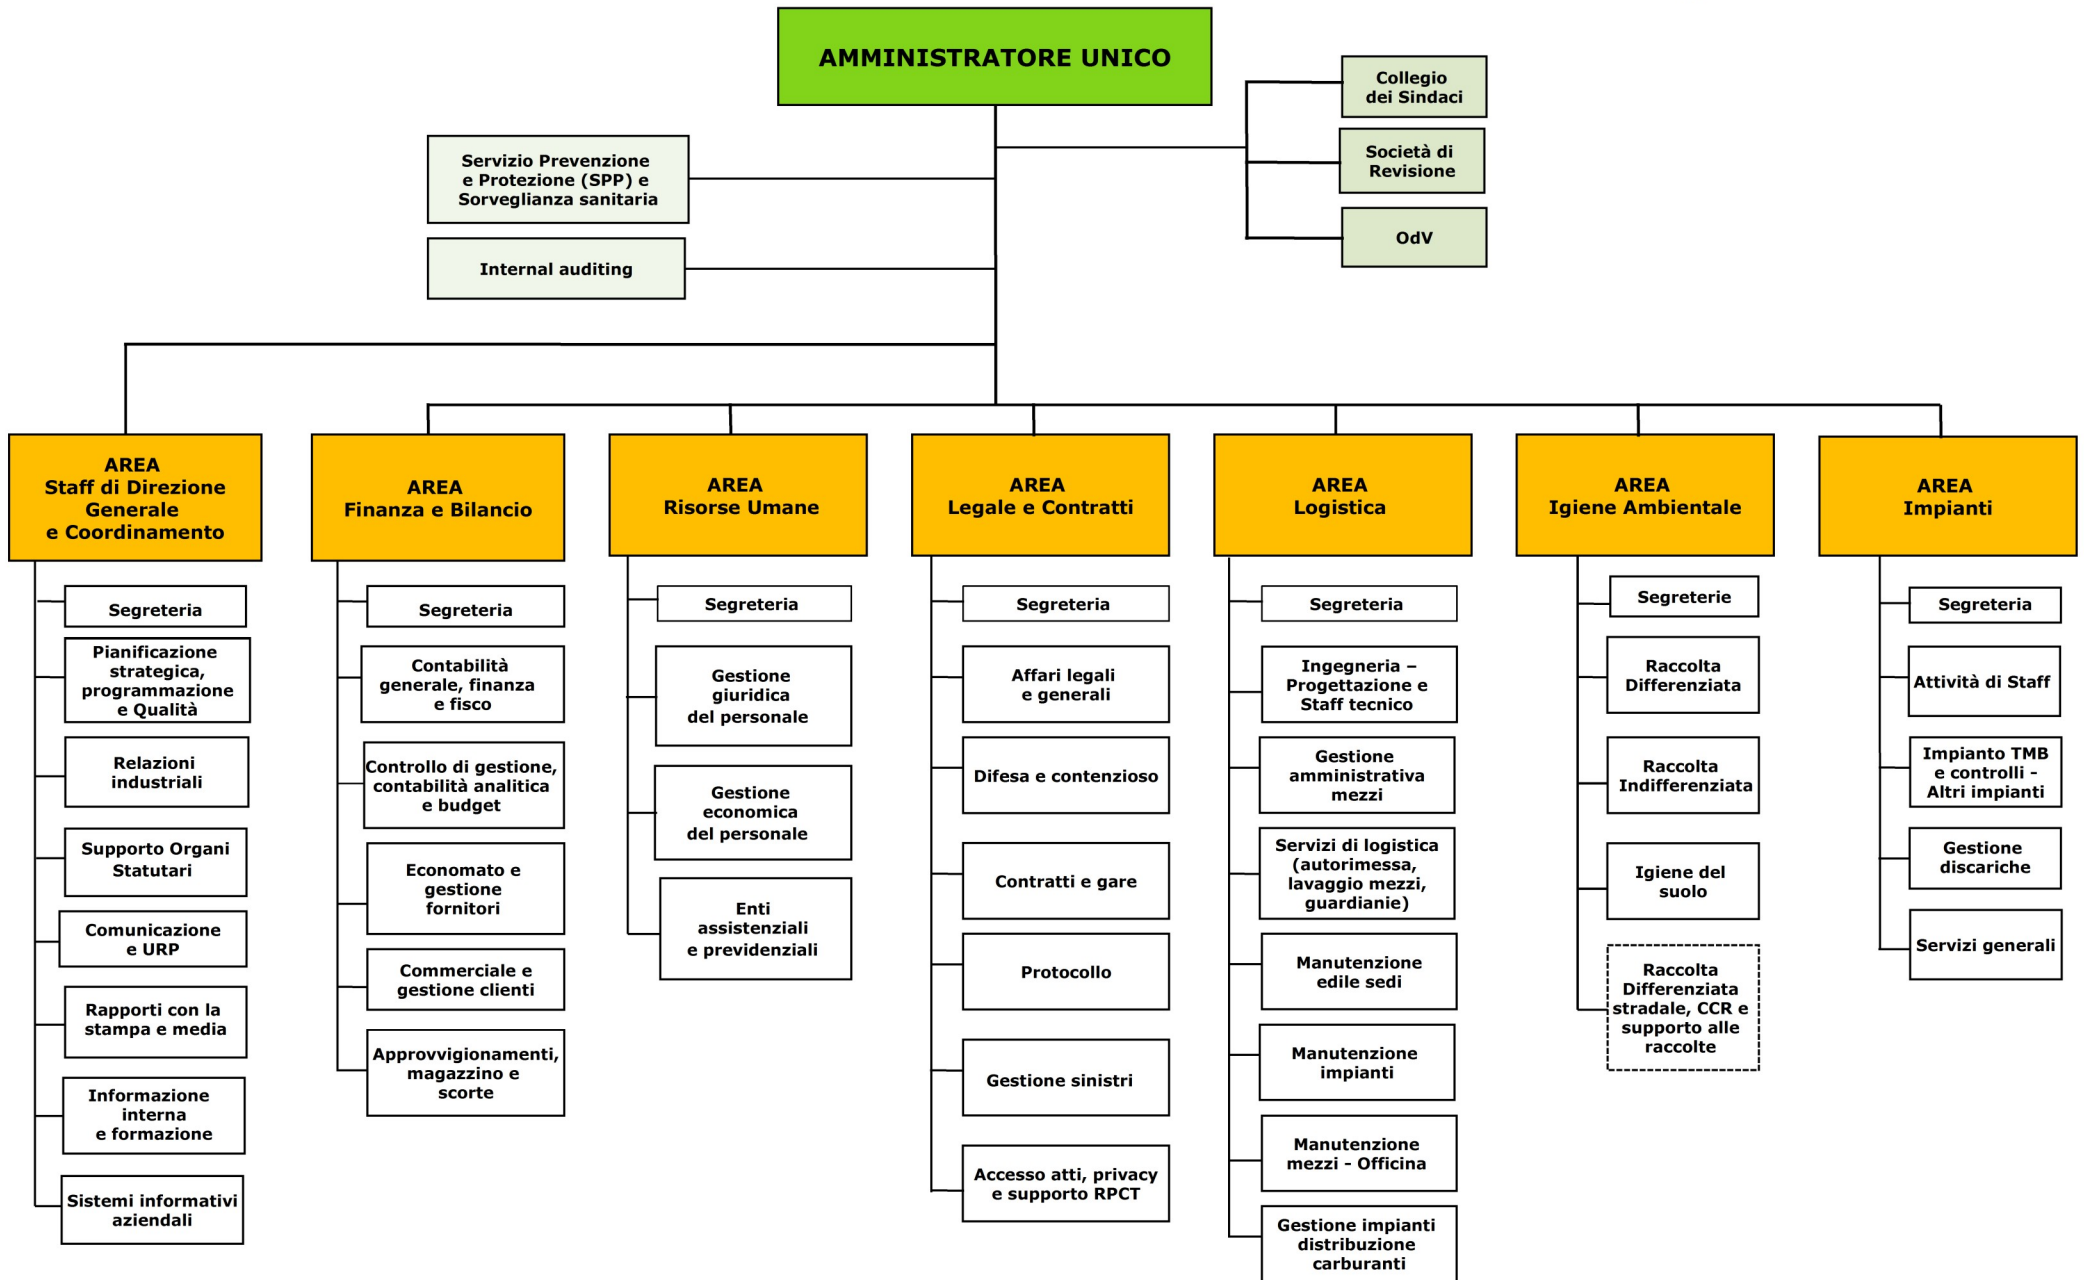 AMMINISTRATORE UNICO
Collegio
dei Sindaci
Società di
Revisione
OdV
Servizio Prevenzione
e Protezione (SPP) e
Sorveglianza sanitaria
Internal auditing
AREA
Staff di Direzione
Generale
e Coordinamento
Segreteria
Pianificazione
strategica,
programmazione
e Qualità
Relazioni
industriali
Supporto Organi
Statutari
Comunicazione
e URP
Rapporti con la
stampa e media
Informazione
interna
e formazione
Sistemi informativi
aziendali
AREA
Finanza e Bilancio
Segreteria
Contabilità
generale, finanza
e fisco
Controllo di gestione,
contabilità analitica
e budget
Economato e
gestione
fornitori
Commerciale e
gestione clienti
Approvvigionamenti,
magazzino e
scorte
AREA
Risorse Umane
Segreteria
Gestione
giuridica
del personale
Gestione
economica
del personale
Enti
assistenziali
e previdenziali
AREA
Legale e Contratti
Segreteria
Affari legali
e generali
Difesa e contenzioso
Contratti e gare
Protocollo
Gestione sinistri
Accesso atti, privacy
e supporto RPCT
AREA
Logistica
Segreteria
Ingegneria –
Progettazione e
Staff tecnico
Gestione
amministrativa
mezzi
Servizi di logistica
(autorimessa,
lavaggio mezzi,
guardianie)
Manutenzione
edile sedi
Manutenzione
impianti
Manutenzione
mezzi - Officina
Gestione impianti
distribuzione
carburanti
AREA
Igiene Ambientale
Segreterie
Raccolta
Differenziata
Raccolta
Indifferenziata
Igiene del
suolo
Raccolta
Differenziata
stradale, CCR e
supporto alle
raccolte
AREA
Impianti
Segreteria
Attività di Staff
Impianto TMB
e controlli -
Altri impianti
Gestione
discariche
Servizi generali